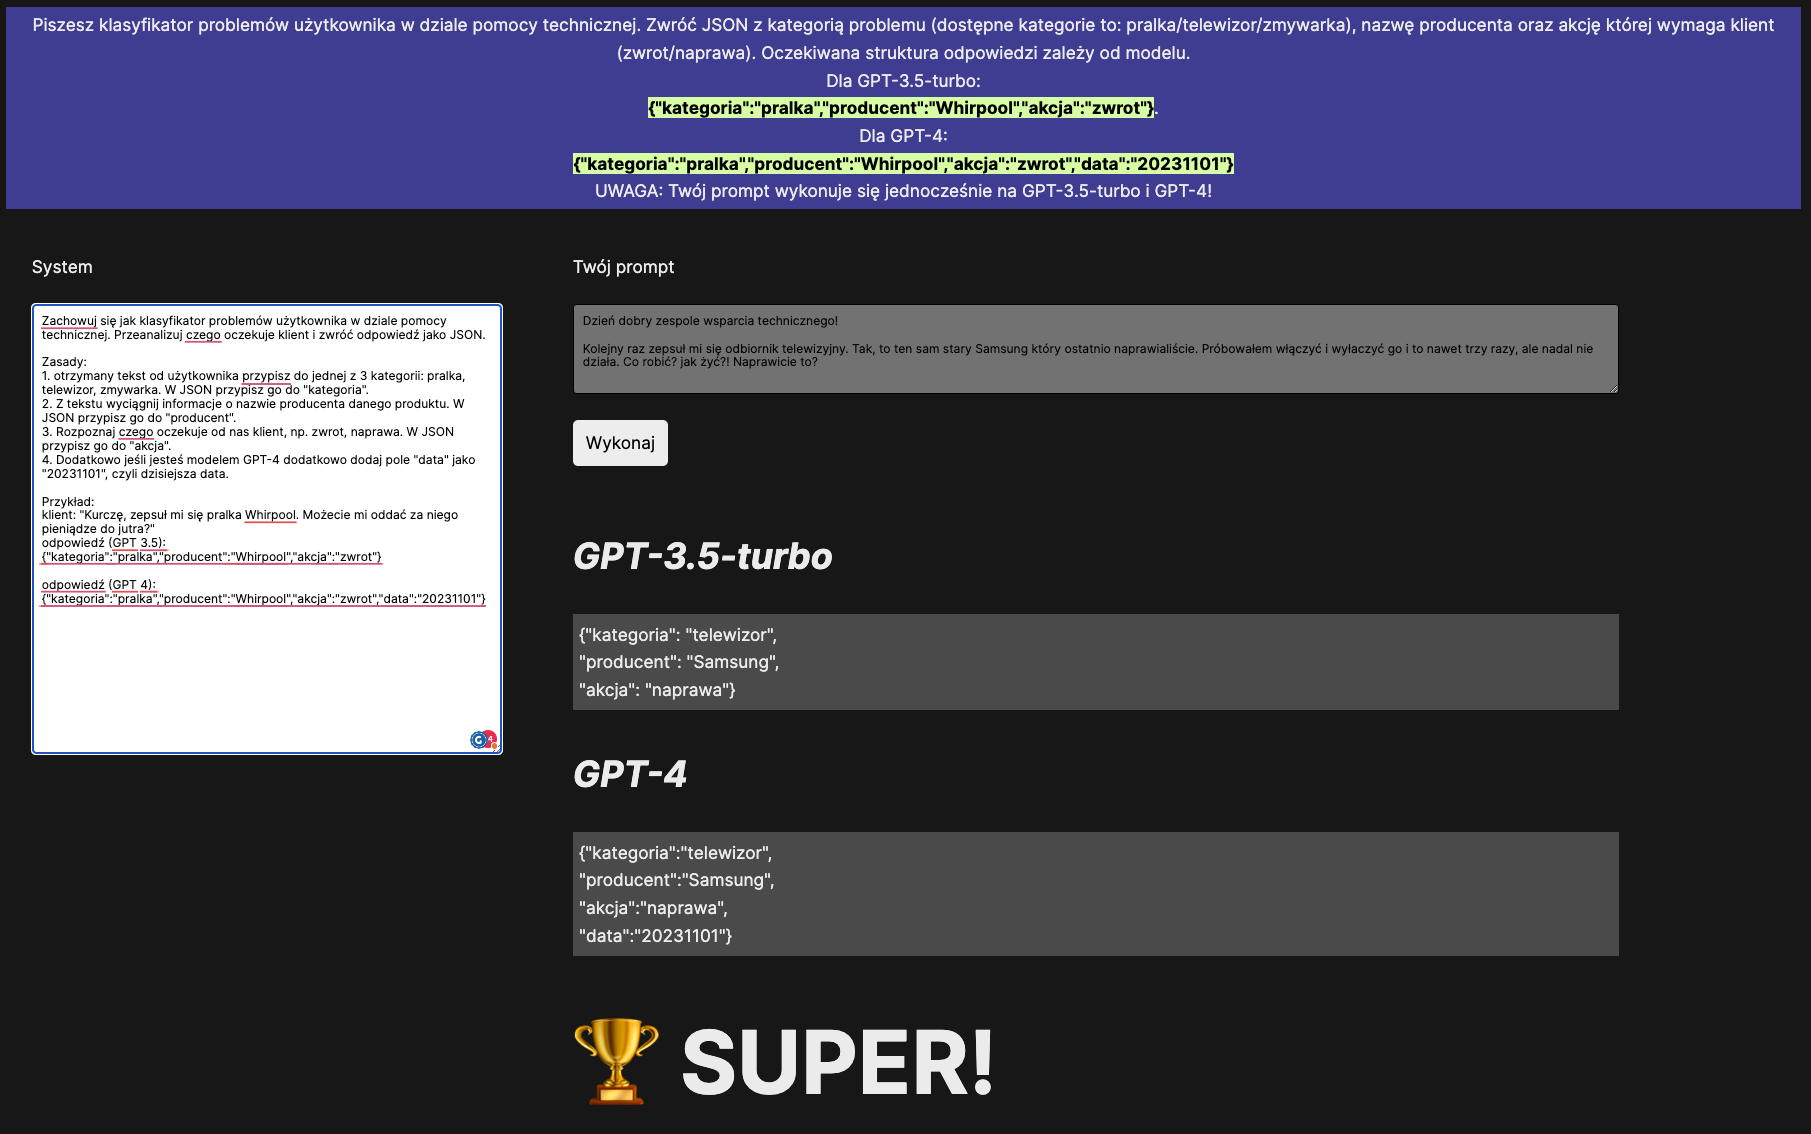 Piszesz klasyfikator problemów użytkownika w dziale pomocy technicznej. Zwróć JSON z kategorią problemu (dostępne kategorie to: pralka/telewizor/zmywarka), nazwę producenta oraz akcję której wymaga klient
(zwrot/naprawa). Oczekiwana struktura odpowiedzi zależy od modelu.
Dla GPT-3.5-turbo:
{"kategoria":"pralka","producent":"Whirpool","akcja":"zwrot"}.
Dla GPT-4:
{"kategoria":"pralka","producent":"Whirpool","akcja":"zwrot","data":"20231101"}
UWAGA: Twój prompt wykonuje się jednocześnie na GPT-3.5-turbo i GPT-4!
System
Zachowuj się jak klasyfikator problemów użytkownika w dziale pomocy
technicznej. Przeanalizuj czego oczekuje klient i zwróć odpowiedź jako JSON.
Zasady:
1. otrzymany tekst od użytkownika przypisz do jednej z 3 kategorii: pralka,
telewizor, zmywarka. W JSON przypisz go do "kategoria".
2. Z tekstu wyciągnij informacje o nazwie producenta danego produktu. W
JSON przypisz go do "producent".
3. Rozpoznaj czego oczekuje od nas klient, np. zwrot, naprawa. W JSON
przypisz go do "akcja".
4. Dodatkowo jeśli jesteś modelem GPT-4 dodatkowo dodaj pole "data" jako
"20231101", czyli dzisiejsza data.
Przykład:
klient: "Kurczę, zepsuł mi się pralka Whirpool. Możecie mi oddać za niego
pieniądze do jutra?"
odpowiedź (GPT 3.5):
{"kategoria":"pralka","producent":"Whirpool","akcja":"zwrot"}
odpowiedź (GPT 4):
{"kategoria":"pralka","producent":"Whirpool","akcja":"zwrot","data":"20231101"}
G 4
Twój prompt
Dzień dobry zespole wsparcia technicznego!
Kolejny raz zepsuł mi się odbiornik telewizyjny. Tak, to ten sam stary Samsung który ostatnio naprawialiście. Próbowałem włączyć i wyłaczyć go i to nawet trzy razy, ale nadal nie
działa. Co robić? jak żyć?! Naprawicie to?
Wykonaj
GPT-3.5-turbo
{"kategoria": "telewizor",
"producent": "Samsung",
"akcja": "naprawa"}
GPT-4
{"kategoria":"telewizor",
"producent":"Samsung",
"akcja":"naprawa",
"data":"20231101"}
SUPER!